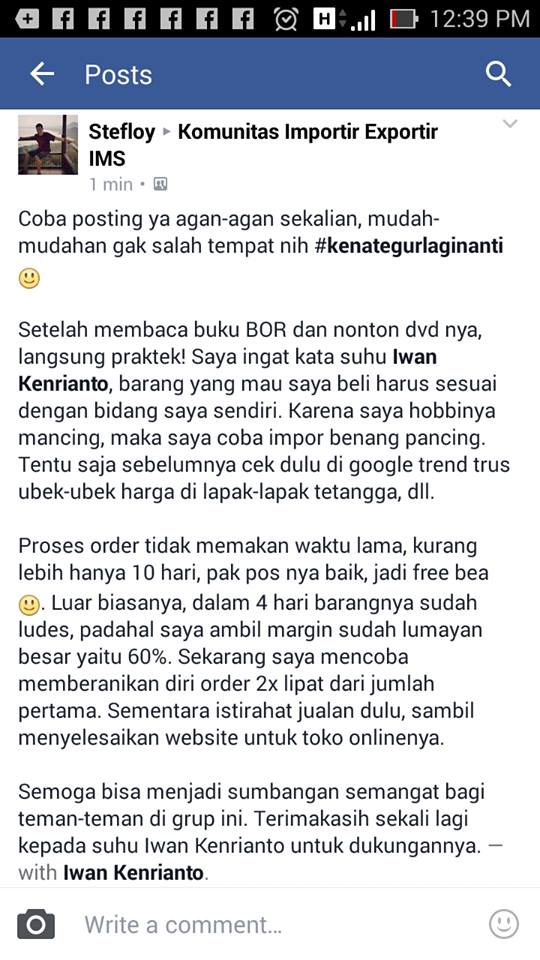 12:39 PM
Posts
Stefloy ▸ Komunitas Importir Exportir
IMS
1 min •
Coba posting ya agan-agan sekalian, mudah-
mudahan gak salah tempat nih #kenategurlaginanti
🙂
Setelah membaca buku BOR dan nonton dvd nya,
langsung praktek! Saya ingat kata suhu Iwan
Kenrianto, barang yang mau saya beli harus sesuai
dengan bidang saya sendiri. Karena saya hobbinya
mancing, maka saya coba impor benang pancing.
Tentu saja sebelumnya cek dulu di google trend trus
ubek-ubek harga di lapak-lapak tetangga, dll.
Proses order tidak memakan waktu lama, kurang
lebih hanya 10 hari, pak pos nya baik, jadi free bea
🙂. Luar biasanya, dalam 4 hari barangnya sudah
ludes, padahal saya ambil margin sudah lumayan
besar yaitu 60%. Sekarang saya mencoba
memberanikan diri order 2x lipat dari jumlah
pertama. Sementara istirahat jualan dulu, sambil
menyelesaikan website untuk toko onlinenya.
Semoga bisa menjadi sumbangan semangat bagi
teman-teman di grup ini. Terimakasih sekali lagi
kepada suhu Iwan Kenrianto untuk dukungannya. —
with Iwan Kenrianto.
Write a comment...